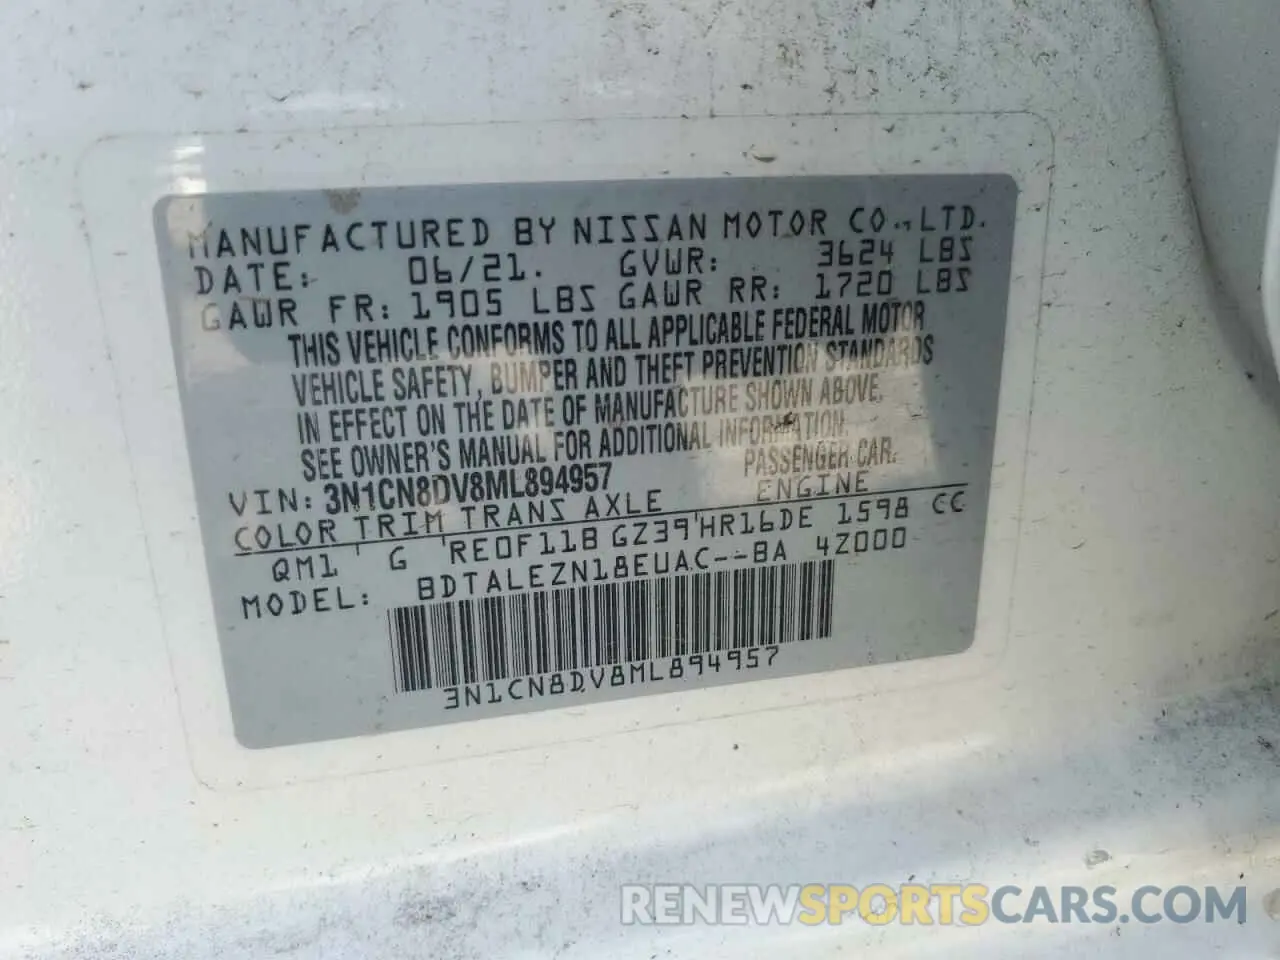 MANUFACTURED BY NISSAN MOTOR CO., LTD.
DATE: 06/21. GVWR: 3624 LBS
GAWR FR: 1905 LBS GAWR RR: 1720 LBS
THIS VEHICLE CONFORMS TO ALL APPLICABLE FEDERAL MOTOR
VEHICLE SAFETY, BUMPER AND THEFT PREVENTION STANDARDS
IN EFFECT ON THE DATE OF MANUFACTURE SHOWN ABOVE.
SEE OWNER'S MANUAL FOR ADDITIONAL INFORMATION.
VIN: 3N1CN8DV8ML894957 PASSENGER CAR.
COLOR TRIM TRANS AXLE ENGINE
QM1 G RE0F11B GZ39 HR16DE 1598 CC
MODEL: BDTALEZN18EUAC--BA 4Z000
3N1CN8DV8ML894957
RENEWSPORTSCARS.COM